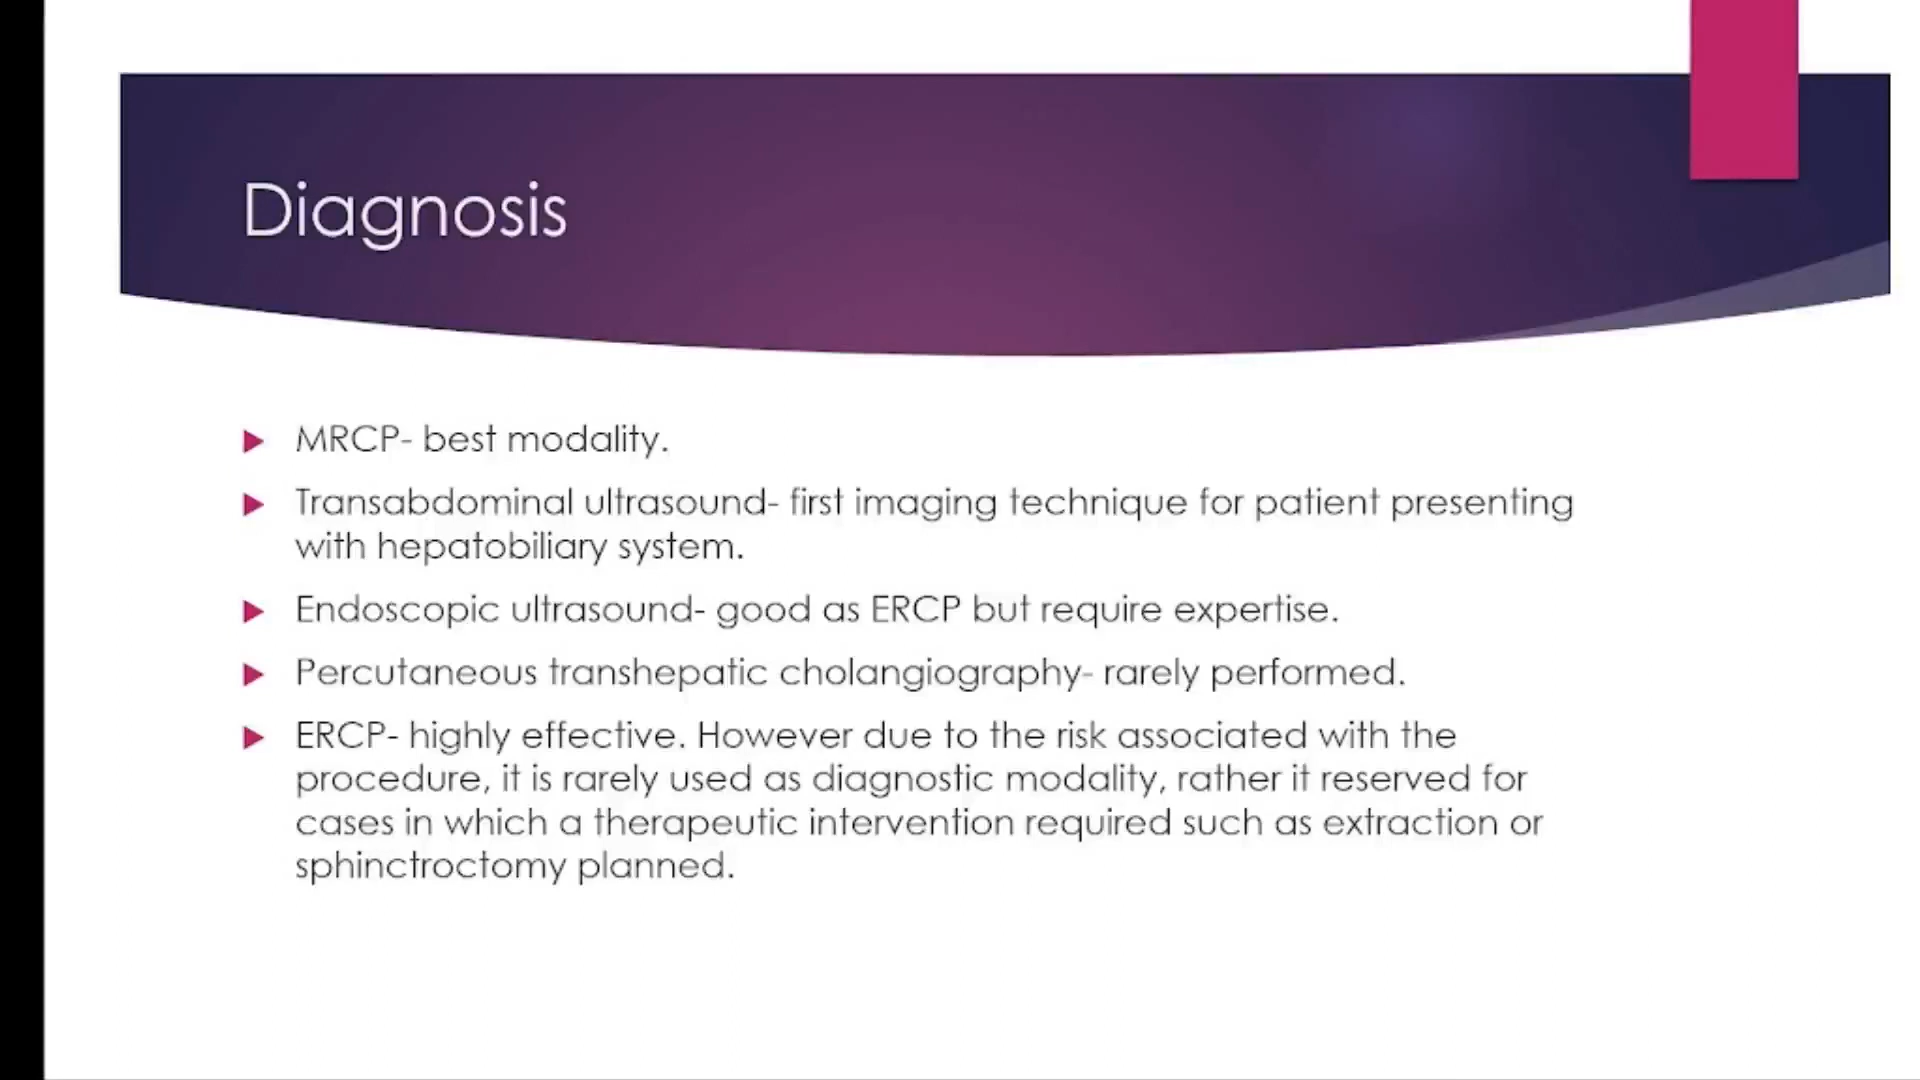 Diagnosis
MRCP- best modality.
Transabdominal ultrasound- first imaging technique for patient presenting
with hepatobiliary system.
Endoscopic ultrasound- good as ERCP but require expertise.
Percutaneous transhepatic cholangiography- rarely performed.
ERCP- highly effective. However due to the risk associated with the
procedure, it is rarely used as diagnostic modality, rather it reserved for
cases in which a therapeutic intervention required such as extraction or
sphinctroctomy planned.